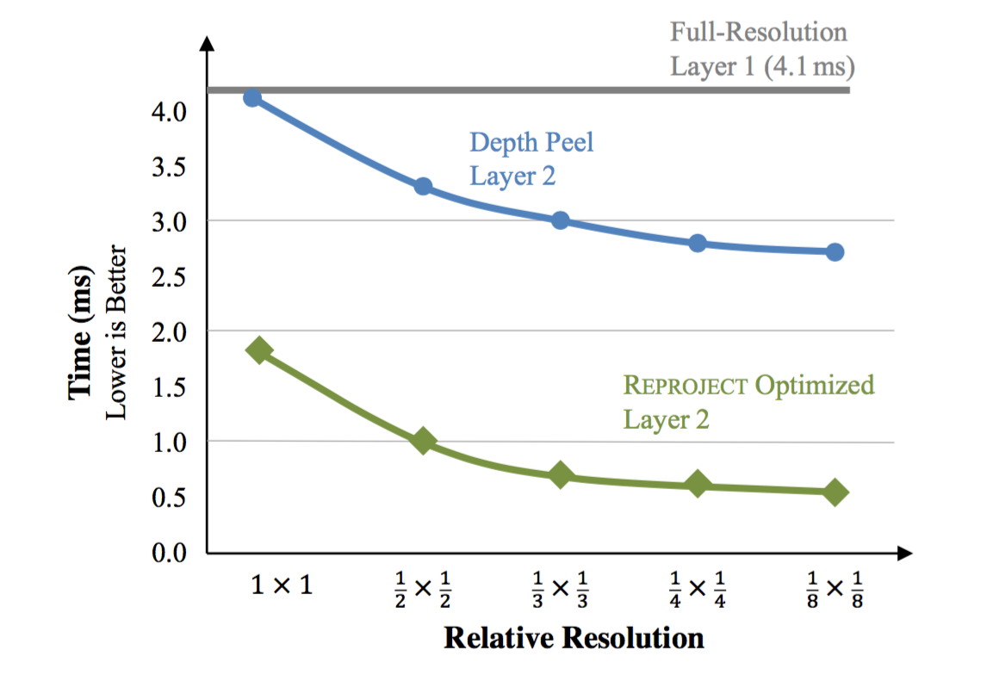 Full-Resolution
Layer 1 (4.1 ms)
4.0
3.5
3.0
2.5
2.0
1.5
1.0
0.5
0.0
Time (ms)
Lower is Better
Depth Peel
Layer 2
REPROJECT Optimized
Layer 2
1 × 1
1/2 × 1/2
1/3 × 1/3
1/4 × 1/4
1/8 × 1/8
Relative Resolution